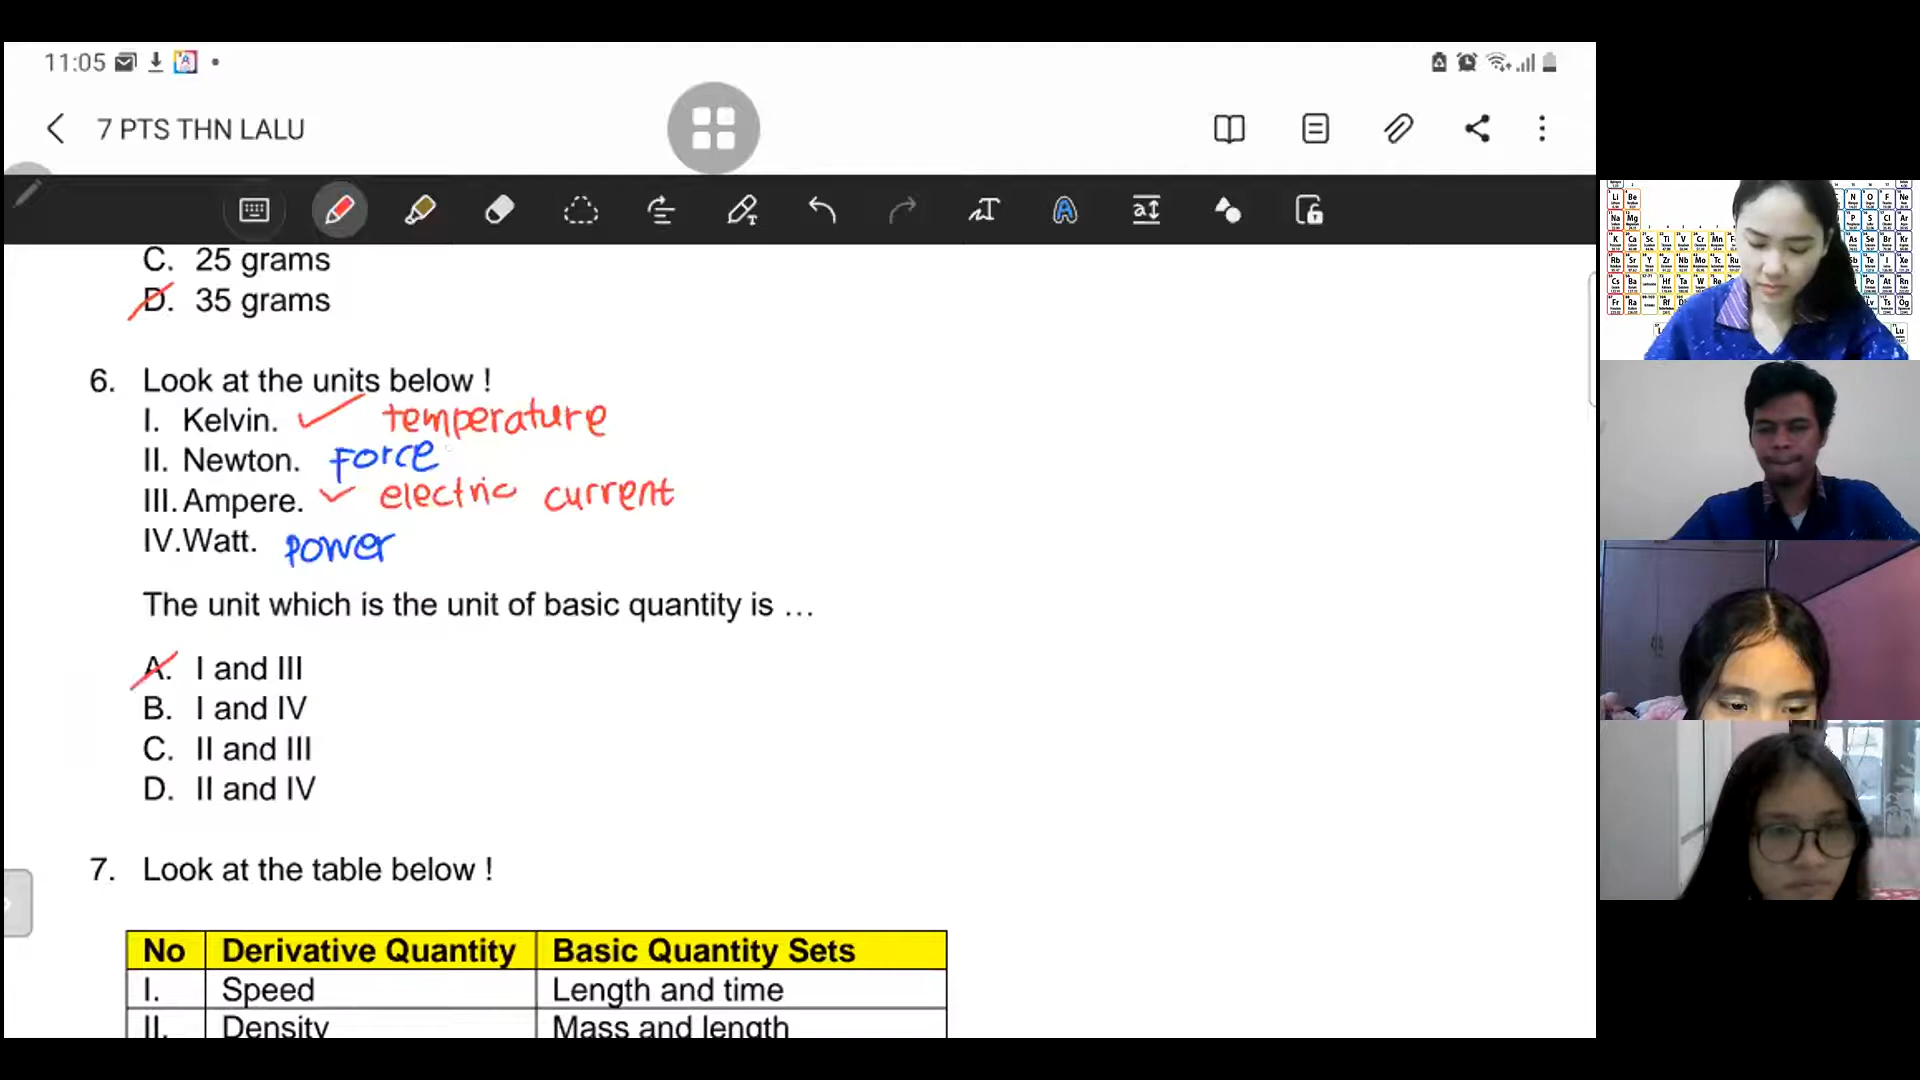 11:05
7 PTS THN LALU
C. 25 grams
D. 35 grams
6. Look at the units below !
I. Kelvin. temperature
II. Newton. Force
III. Ampere. electric current
IV. Watt. power
The unit which is the unit of basic quantity is …
A. I and III
B. I and IV
C. II and III
D. II and IV
7. Look at the table below !
No Derivative Quantity Basic Quantity Sets
I. Speed Length and time
II. Density Mass and length